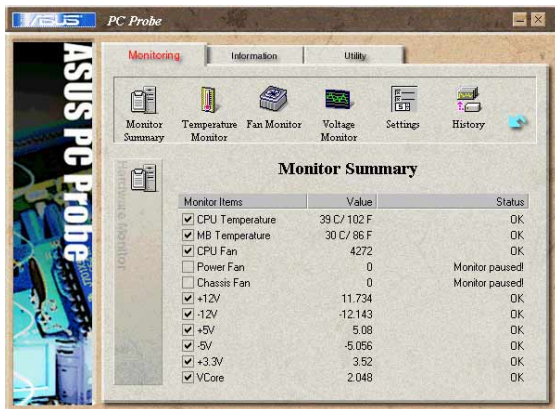 ASUS PC Probe
Monitoring Information Utility
Monitor Summary
Temperature Monitor
Fan Monitor
Voltage Monitor
Settings
History
ASUS PC Probe
Hardware Monitor
Monitor Summary
Monitor Items Value Status
CPU Temperature 39 C/ 102 F OK
MB Temperature 30 C/ 86 F OK
CPU Fan 4272 OK
Power Fan 0 Monitor paused!
Chassis Fan 0 Monitor paused!
+12V 11.734 OK
-12V -12.143 OK
+5V 5.08 OK
-5V -5.056 OK
+3.3V 3.52 OK
VCore 2.048 OK